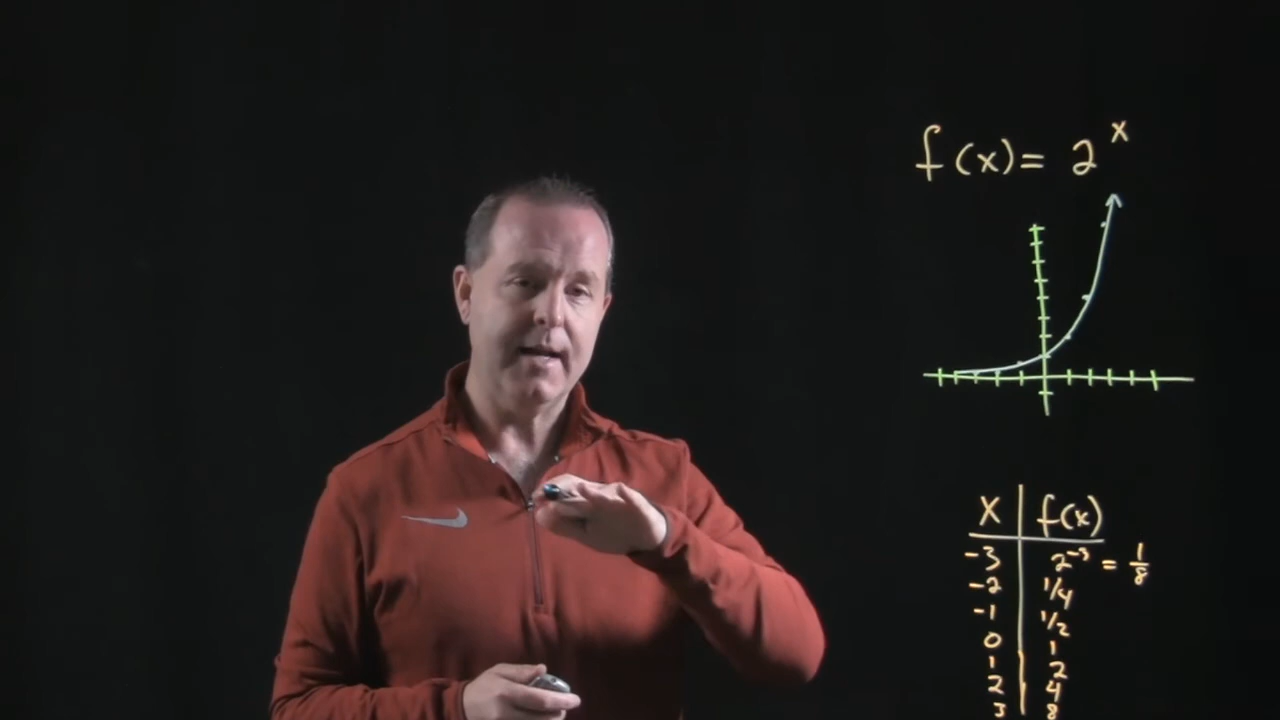 f(x) = 2^x
x f(x)
-3 2^-3 = 1/8
-2 1/4
-1 1/2
0 1
1 2
2 4
3 8